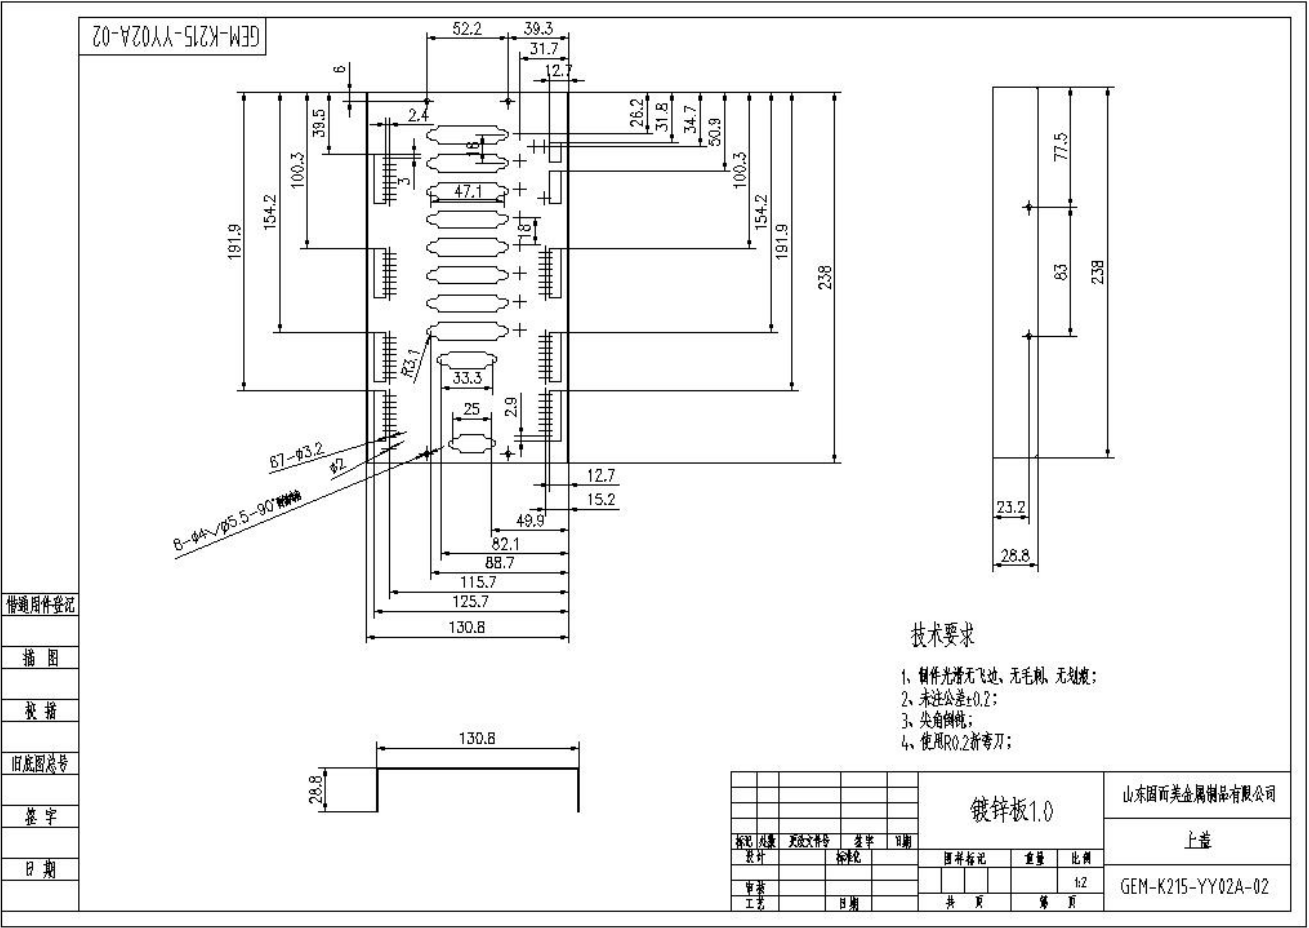 GEM-K215-YY02A-02
52.2
39.3
31.7
12.7
6
2.4
39.5
100.3
154.2
191.9
3
18
47.1
18
26.2
31.8
34.7
50.9
100.3
154.2
191.9
238
R3.1
33.3
25
2.9
67-φ3.2
φ2
8-φ4╲╱φ5.5-90°
12.7
15.2
49.9
82.1
88.7
115.7
125.7
130.8
77.5
83
238
23.2
28.8
130.8
28.8
借通用件登记
描 图
校 描
旧底图总号
签 字
日 期
技术要求
1、制件光滑无飞边、无毛刺、无划痕;
2、未注公差±0.2;
3、尖角倒钝;
4、使用R0.2折弯刀;
标记 处数 更改文件号 签字 日期
设计 标准化
审核
工艺 日期
镀锌板1.0
图样标记 重量 比例
1:2
共 页 第 页
山东固而美金属制品有限公司
上盖
GEM-K215-YY02A-02